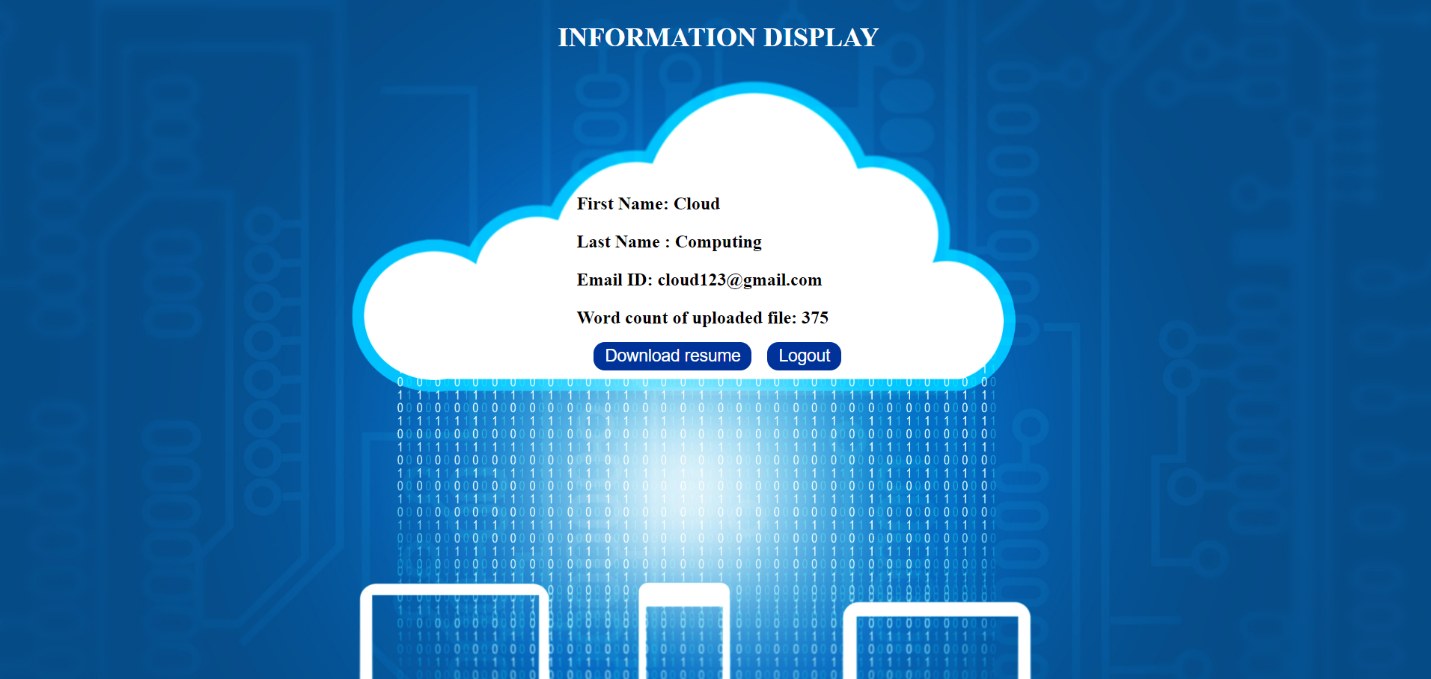 INFORMATION DISPLAY
First Name: Cloud
Last Name : Computing
Email ID: cloud123@gmail.com
Word count of uploaded file: 375
Download resume Logout